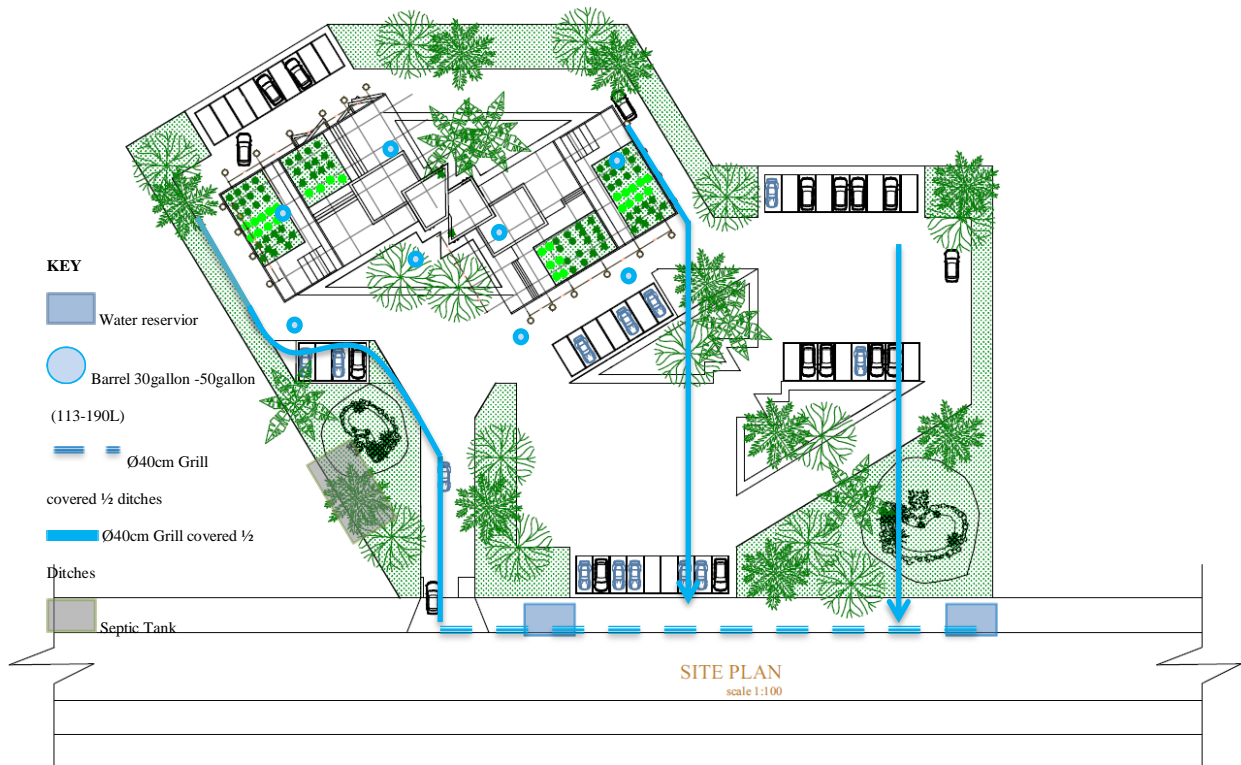 KEY
Water reservior
Barrel 30gallon -50gallon
(113-190L)
Ø40cm Grill
covered ½ ditches
Ø40cm Grill covered ½
Ditches
Septic Tank
SITE PLAN
scale 1:100